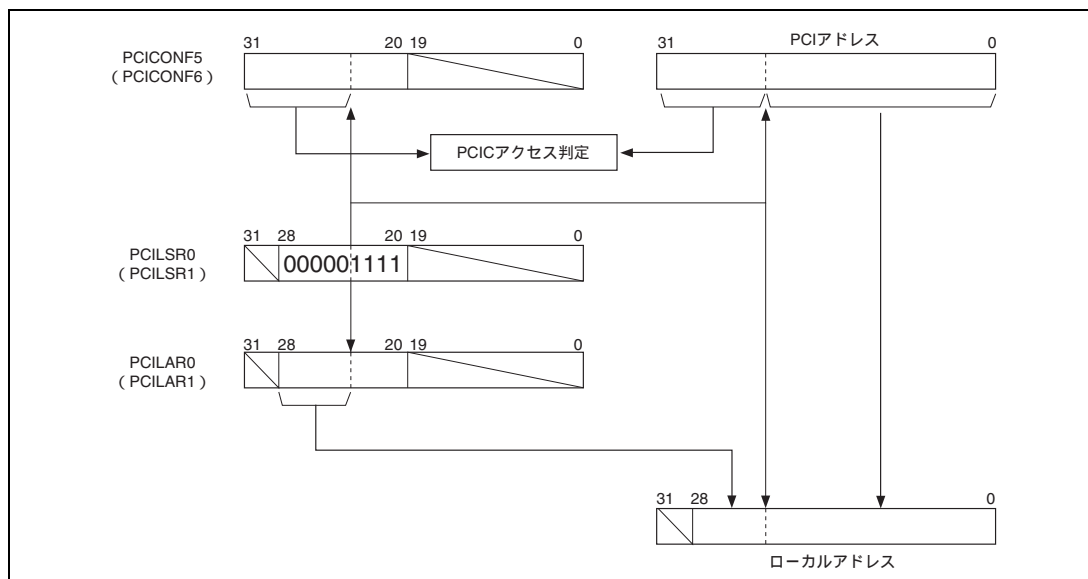 PCICONF5
（PCICONF6）
31 20 19 0
PCIアドレス
31 0
PCICアクセス判定
PCILSR0
（PCILSR1）
31 28 20 19 0
000001111
PCILAR0
（PCILAR1）
31 28 20 19 0
31 28 0
ローカルアドレス